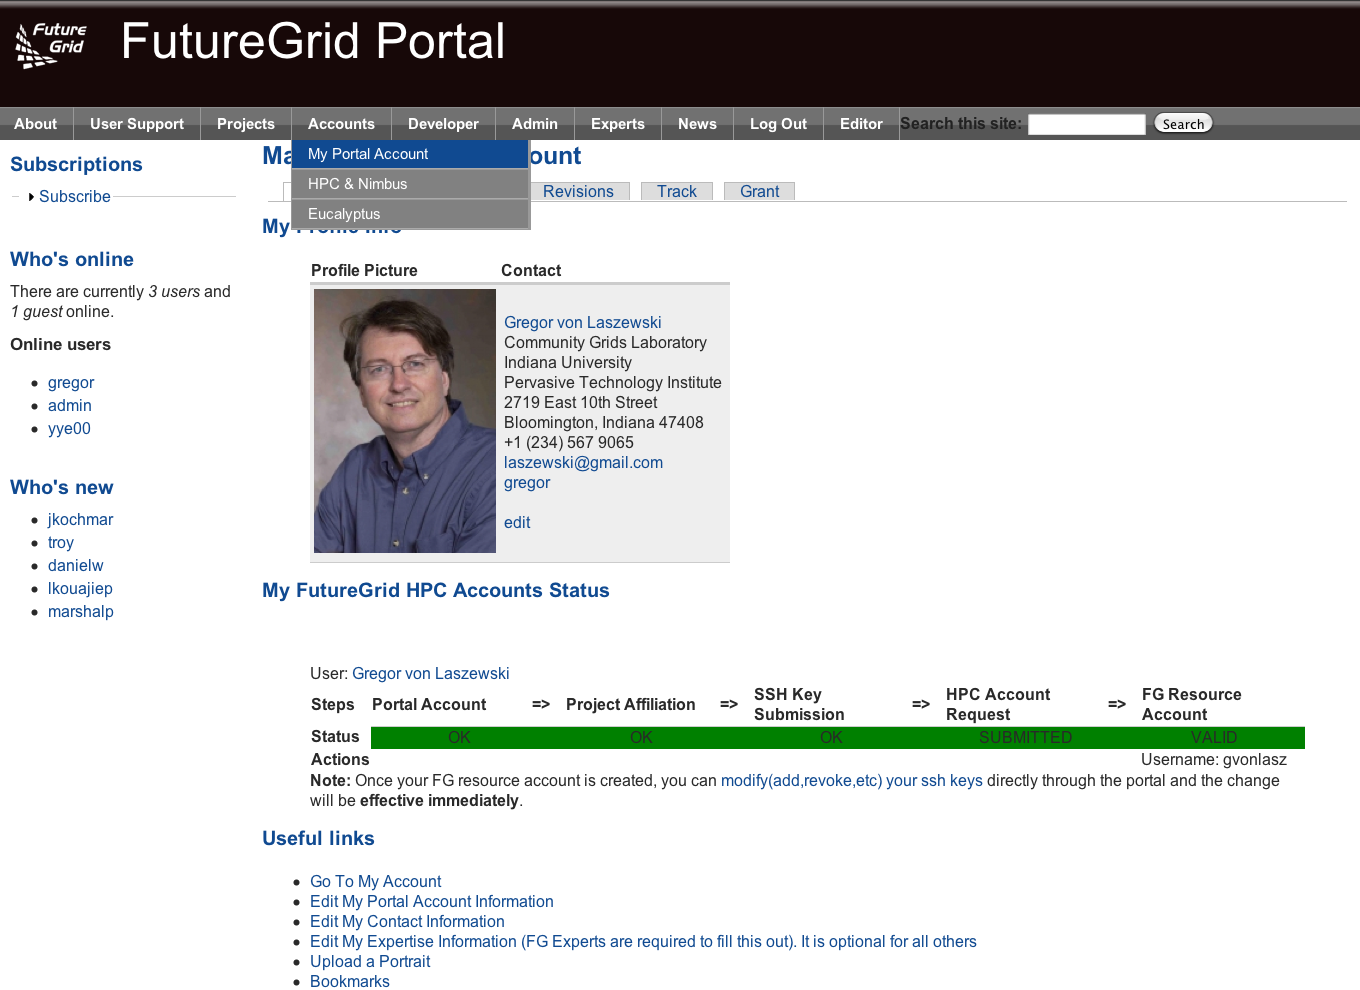 Future
Grid
FutureGrid Portal
About User Support Projects Accounts Developer Admin Experts News Log Out Editor Search this site: Search
My Portal Account
HPC & Nimbus
Eucalyptus
Subscriptions
Subscribe
Who's online
There are currently 3 users and
1 guest online.
Online users
gregor
admin
yye00
Who's new
jkochmar
troy
danielw
lkouajiep
marshalp
Revisions Track Grant
My Profile Info
Profile Picture Contact
Gregor von Laszewski
Community Grids Laboratory
Indiana University
Pervasive Technology Institute
2719 East 10th Street
Bloomington, Indiana 47408
+1 (234) 567 9065
laszewski@gmail.com
gregor
edit
My FutureGrid HPC Accounts Status
User: Gregor von Laszewski
Steps Portal Account => Project Affiliation => SSH Key Submission => HPC Account Request => FG Resource Account
Status OK OK OK SUBMITTED VALID
Actions Username: gvonlasz
Note: Once your FG resource account is created, you can modify(add,revoke,etc) your ssh keys directly through the portal and the change
will be effective immediately.
Useful links
Go To My Account
Edit My Portal Account Information
Edit My Contact Information
Edit My Expertise Information (FG Experts are required to fill this out). It is optional for all others
Upload a Portrait
Bookmarks